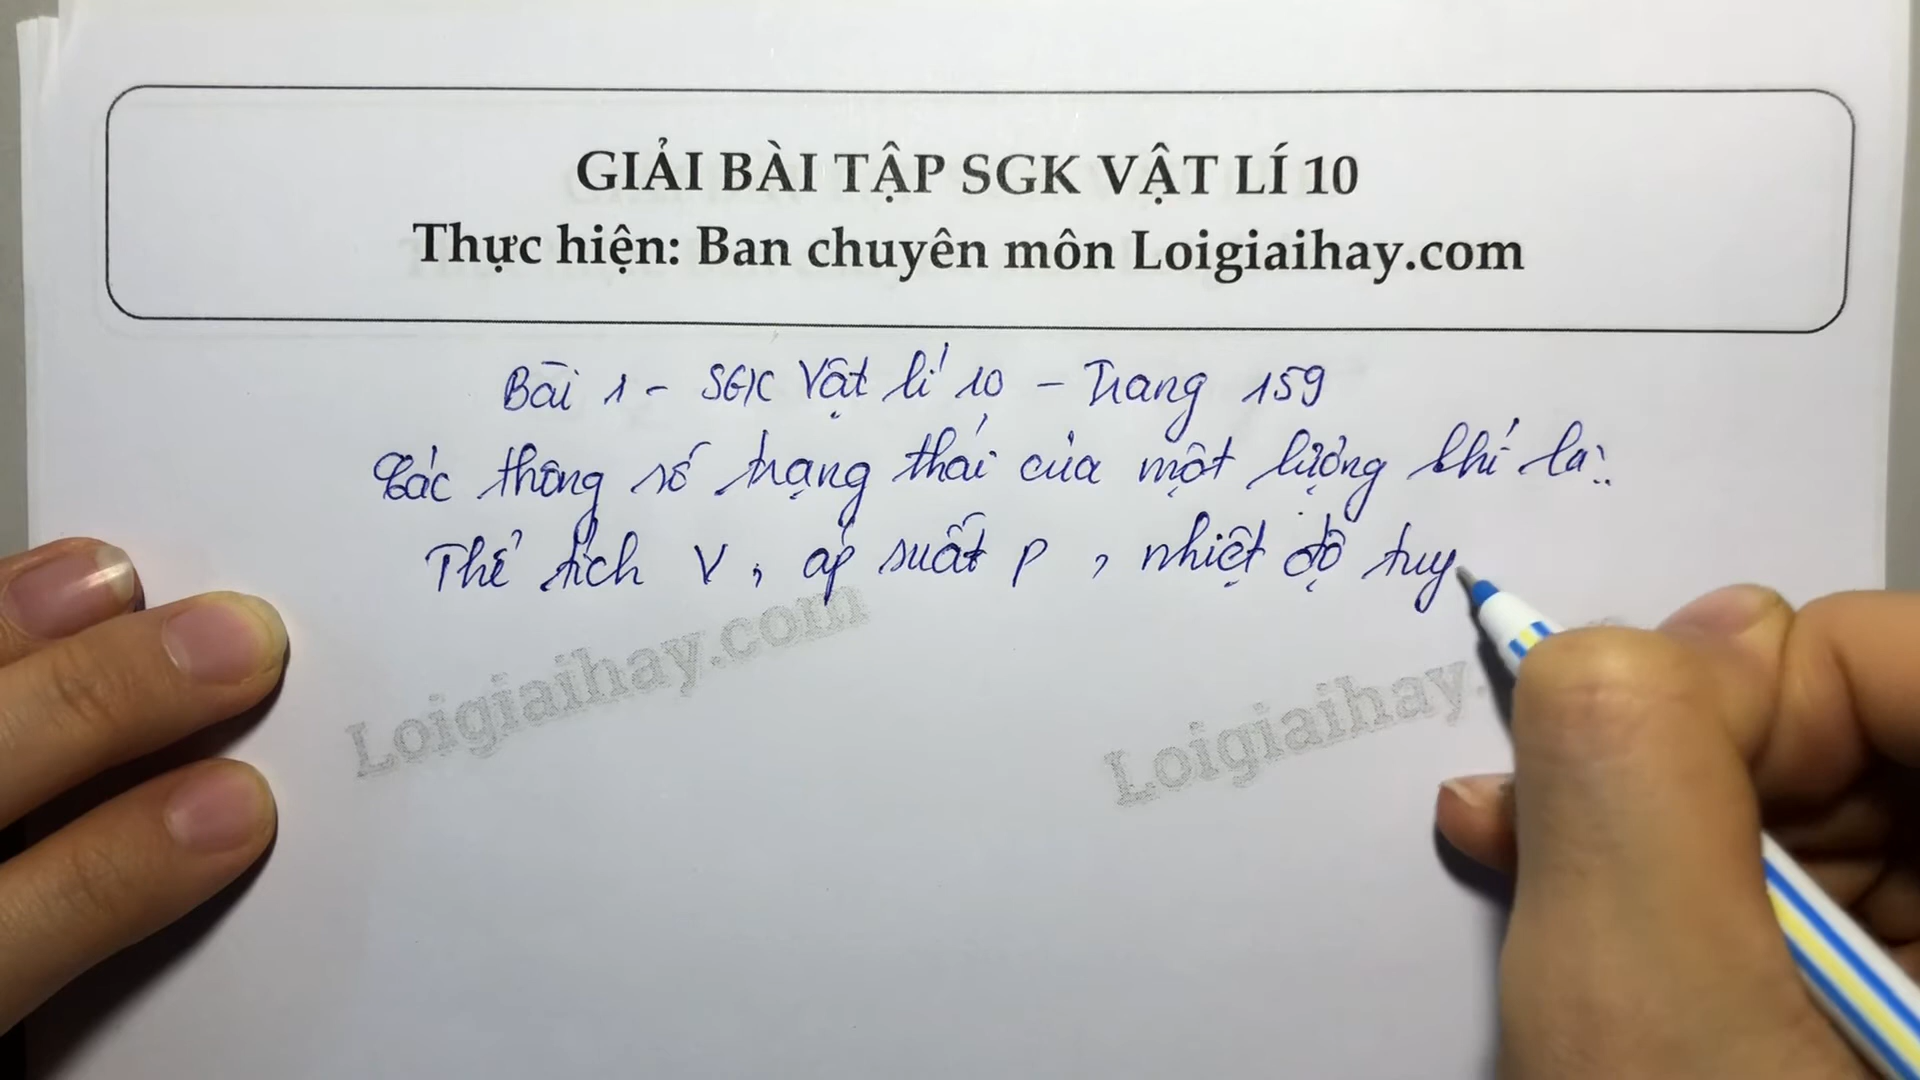 GIẢI BÀI TẬP SGK VẬT LÍ 10
Thực hiện: Ban chuyên môn Loigiaihay.com
Bài 1 - SGK Vật lí 10 - Trang 159
Các thông số trạng thái của một lượng khí là:
Thể tích V, áp suất p, nhiệt độ tuy
Loigiaihay.com
Loigiaihay.